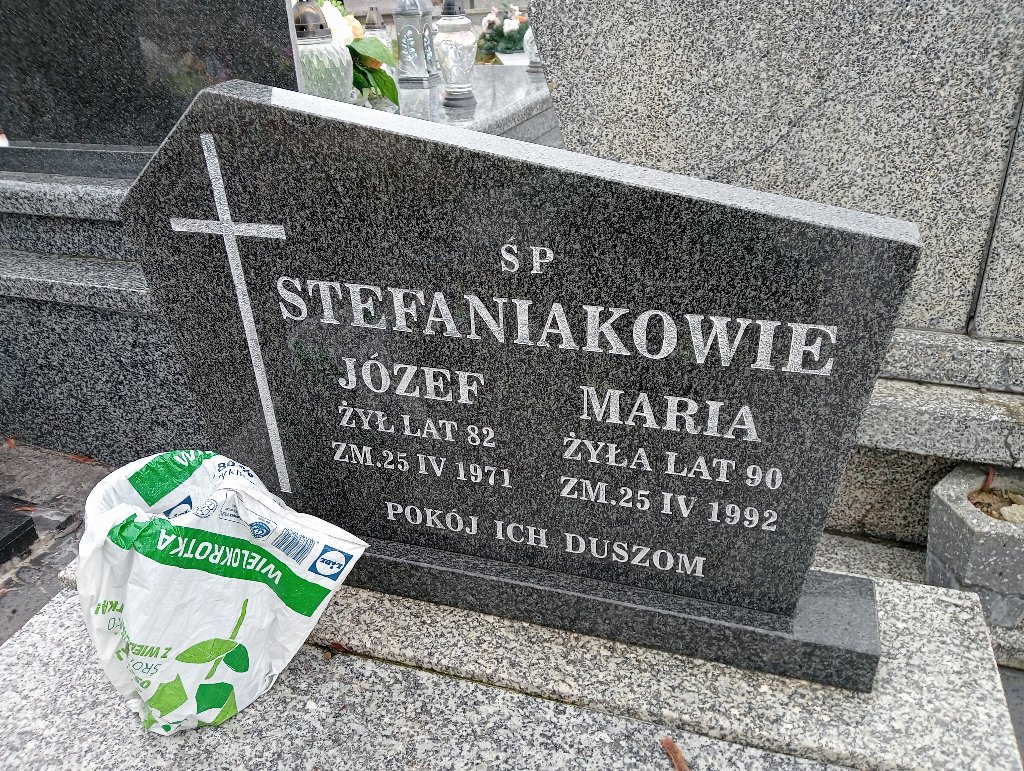 Ś P
STEFANIAKOWIE
JÓZEF
ŻYŁ LAT 82
ZM.25 IV 1971
MARIA
ŻYŁA LAT 90
ZM.25 IV 1992
POKÓJ ICH DUSZOM
WIELOKROTKA
LIDL